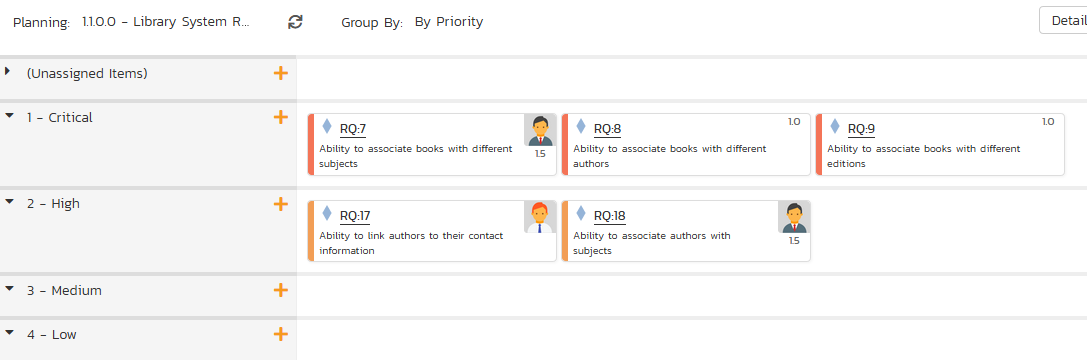 Planning: 1.1.0.0 - Library System R... Group By: By Priority Detail
(Unassigned Items)
1 - Critical
RQ:7
1.5
Ability to associate books with different
subjects
RQ:8 1.0
Ability to associate books with different
authors
RQ:9 1.0
Ability to associate books with different
editions
2 - High
RQ:17
Ability to link authors to their contact
information
RQ:18
1.5
Ability to associate authors with
subjects
3 - Medium
4 - Low